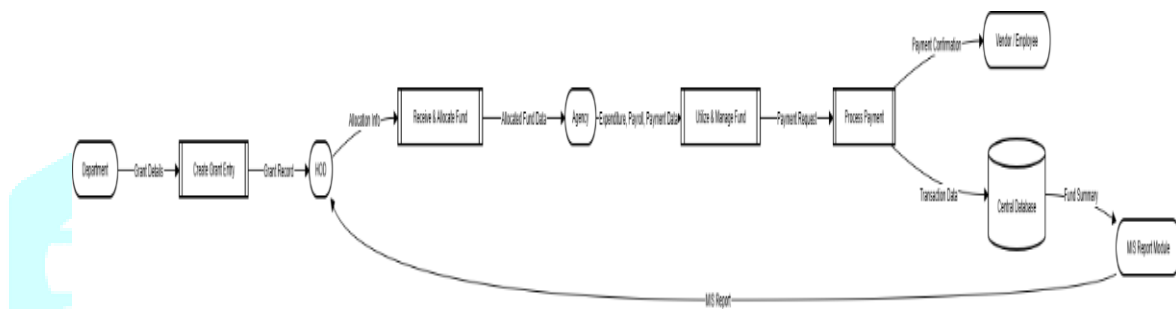 Department
Grant Details
Create Grant Entry
Grant Record
HOD
Allocation Info
Receive & Allocate Fund
Allocated Fund Data
Agency
Expenditure, Payroll, Payment Data
Utilize & Manage Fund
Payment Request
Process Payment
Payment Confirmation
Vendor / Employee
Transaction Data
Central Database
Fund Summary
MIS Report Module
MIS Report